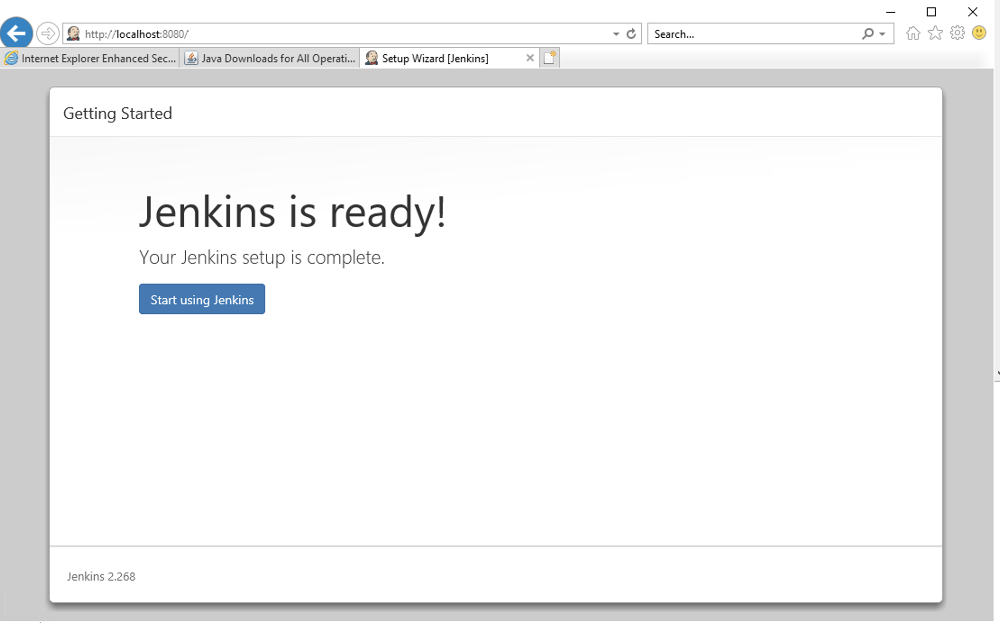 http://localhost:8080/
Search...
Internet Explorer Enhanced Sec...
Java Downloads for All Operati...
Setup Wizard [Jenkins]
Getting Started
Jenkins is ready!
Your Jenkins setup is complete.
Start using Jenkins
Jenkins 2.268